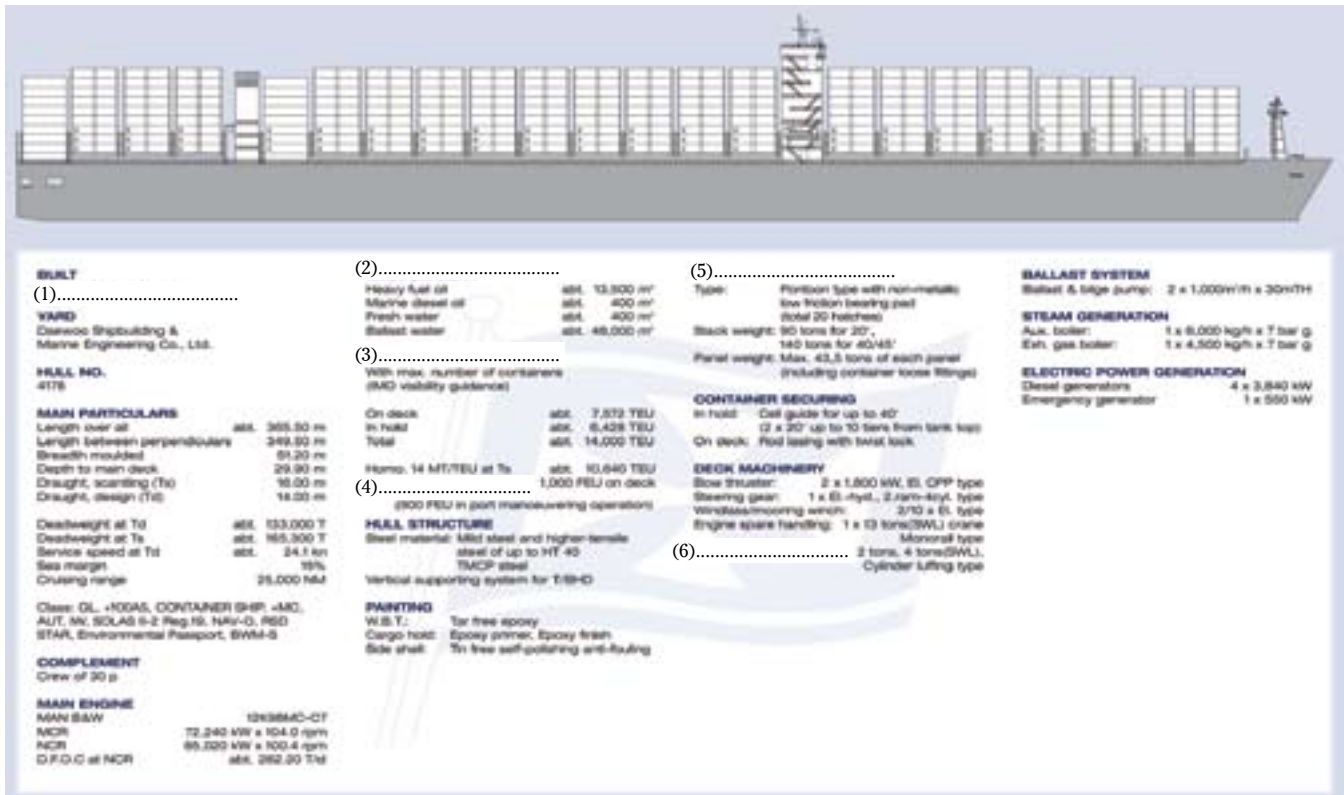 BUILT
(1)..................................
YARD
Daewoo Shipbuilding &
Marine Engineering Co., Ltd.
HULL NO.
4178
MAIN PARTICULARS
Length over all abt. 365.50 m
Length between perpendiculars 349.50 m
Breadth moulded 51.20 m
Depth to main deck 29.90 m
Draught, scantling (Ts) 16.00 m
Draught, design (Td) 14.00 m
Deadweight at Td abt. 133,000 T
Deadweight at Ts abt. 165,300 T
Service speed at Td abt. 24.1 kn
Sea margin 15%
Cruising range 25,000 NM
Class: GL, +100A5, CONTAINER SHIP, +MC,
AUT, IW, SOLAS II-2 Reg.19, NAV-O, RSD
STAR, Environmental Passport, BWM-S
COMPLEMENT
Crew of 30 p
MAIN ENGINE
MAN B&W 12K98MC-C7
MCR 72,240 kW x 104.0 rpm
NCR 65,020 kW x 100.4 rpm
D.F.O.C at NCR abt. 262.20 T/d
(2)..................................
Heavy fuel oil abt. 13,500 m³
Marine diesel oil abt. 400 m³
Fresh water abt. 400 m³
Ballast water abt. 46,000 m³
(3)..................................
With max. number of containers
(IMO visibility guidance)
On deck abt. 7,572 TEU
In hold abt. 6,428 TEU
Total abt. 14,000 TEU
Homo. 14 MT/TEU at Ts abt. 10,640 TEU
(4)................................. 1,000 FEU on deck
(800 FEU in port manoeuvering operation)
HULL STRUCTURE
Steel material: Mild steel and higher-tensile
steel of up to HT 40
TMCP steel
Vertical supporting system for T/BHD
PAINTING
W.B.T.: Tar free epoxy
Cargo hold: Epoxy primer, Epoxy finish
Side shell: Tin free self-polishing anti-fouling
(5)..................................
Type: Pontoon type with non-metallic
low friction bearing pad
(total 20 hatches)
Stack weight: 90 tons for 20',
140 tons for 40/45'
Panel weight: Max. 43,5 tons of each panel
(including container loose fittings)
CONTAINER SECURING
In hold: Cell guide for up to 40'
(2 x 20' up to 10 tiers from tank top)
On deck: Rod lasing with twist lock
DECK MACHINERY
Bow thruster: 2 x 1,800 kW, El. CPP type
Steering gear: 1 x El.-hyd., 2.ram-4cyl. type
Windlass/mooring winch: 2/10 x El. type
Engine spare handling: 1 x 13 tons(SWL) crane
Monorail type
(6)............................. 2 tons, 4 tons(SWL),
Cylinder luffing type
BALLAST SYSTEM
Ballast & bilge pump: 2 x 1,000m³/h x 30mTH
STEAM GENERATION
Aux. boiler: 1 x 6,000 kg/h x 7 bar g
Exh. gas boiler: 1 x 4,500 kg/h x 7 bar g
ELECTRIC POWER GENERATION
Diesel generators 4 x 3,840 kW
Emergency generator 1 x 550 kW